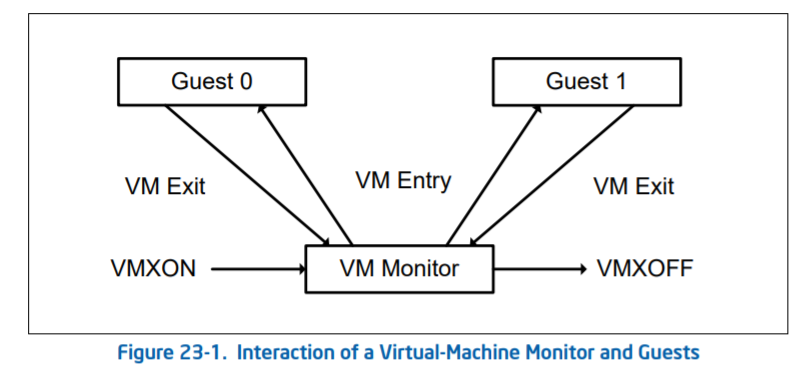 Guest 0
Guest 1
VM Exit
VM Entry
VM Exit
VMXON
VM Monitor
VMXOFF
Figure 23-1. Interaction of a Virtual-Machine Monitor and Guests